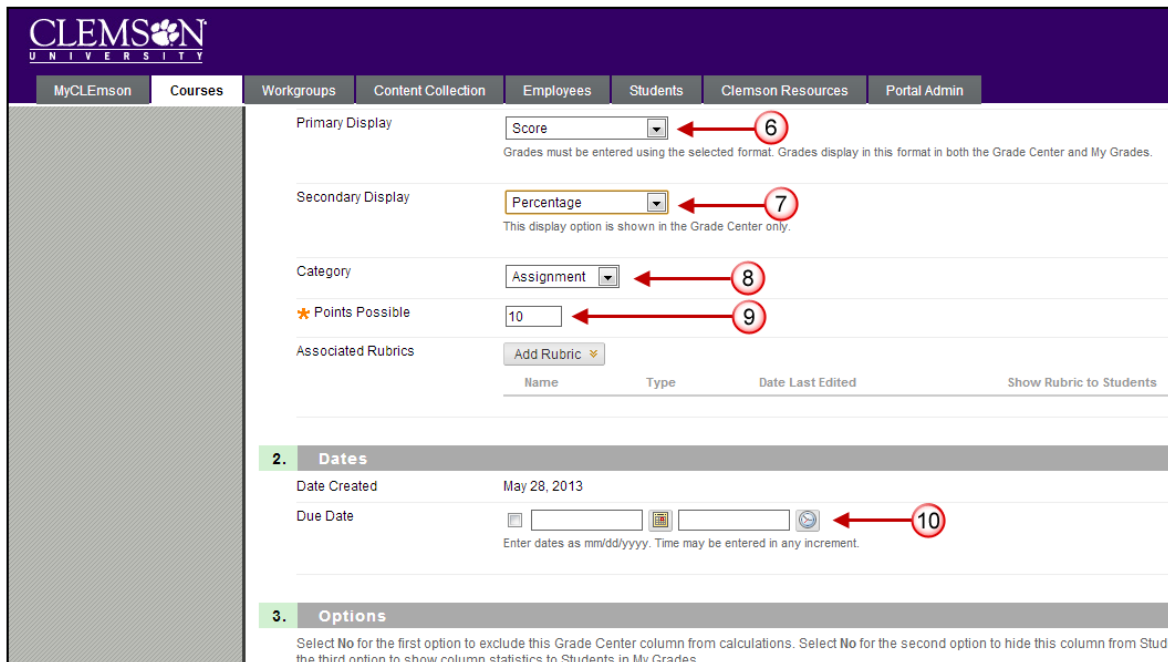 CLEMSON
UNIVERSITY
MyCLEmson Courses Workgroups Content Collection Employees Students Clemson Resources Portal Admin
Primary Display Score 6
Grades must be entered using the selected format. Grades display in this format in both the Grade Center and My Grades.
Secondary Display Percentage 7
This display option is shown in the Grade Center only.
Category Assignment 8
Points Possible 10 9
Associated Rubrics Add Rubric
Name Type Date Last Edited Show Rubric to Students
2. Dates
Date Created May 28, 2013
Due Date 10
Enter dates as mm/dd/yyyy. Time may be entered in any increment.
3. Options
Select No for the first option to exclude this Grade Center column from calculations. Select No for the second option to hide this column from Stud
the third option to show column statistics to Students in My Grades.